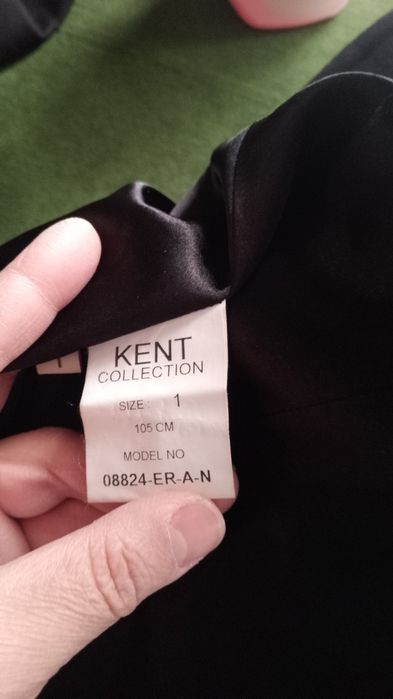 KENT
COLLECTION
SIZE: 1
105 CM
MODEL NO
08824-ER-A-N